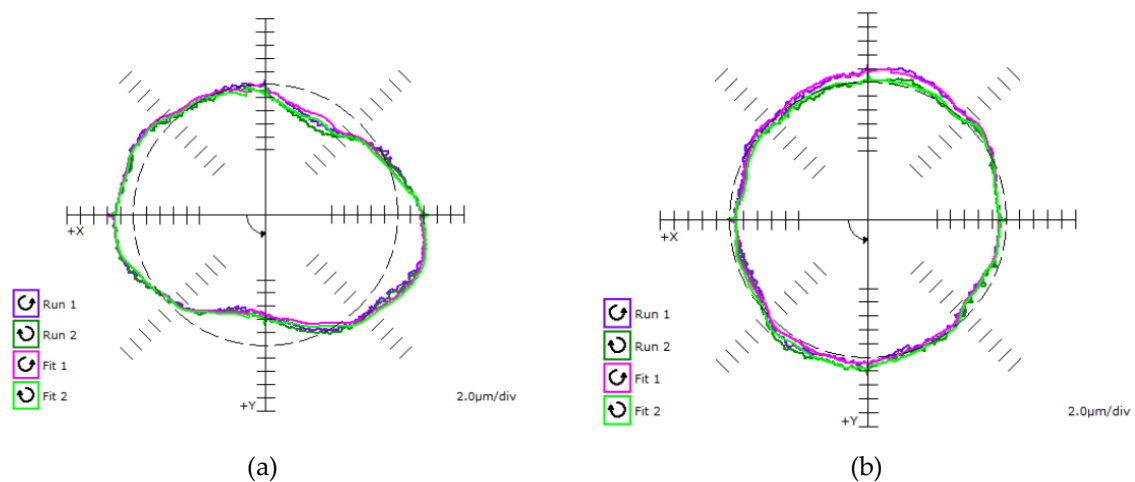 +X
Run 1
Run 2
Fit 1
Fit 2
+Y
2.0µm/div
(a)
+X
Run 1
Run 2
Fit 1
Fit 2
+Y
2.0µm/div
(b)